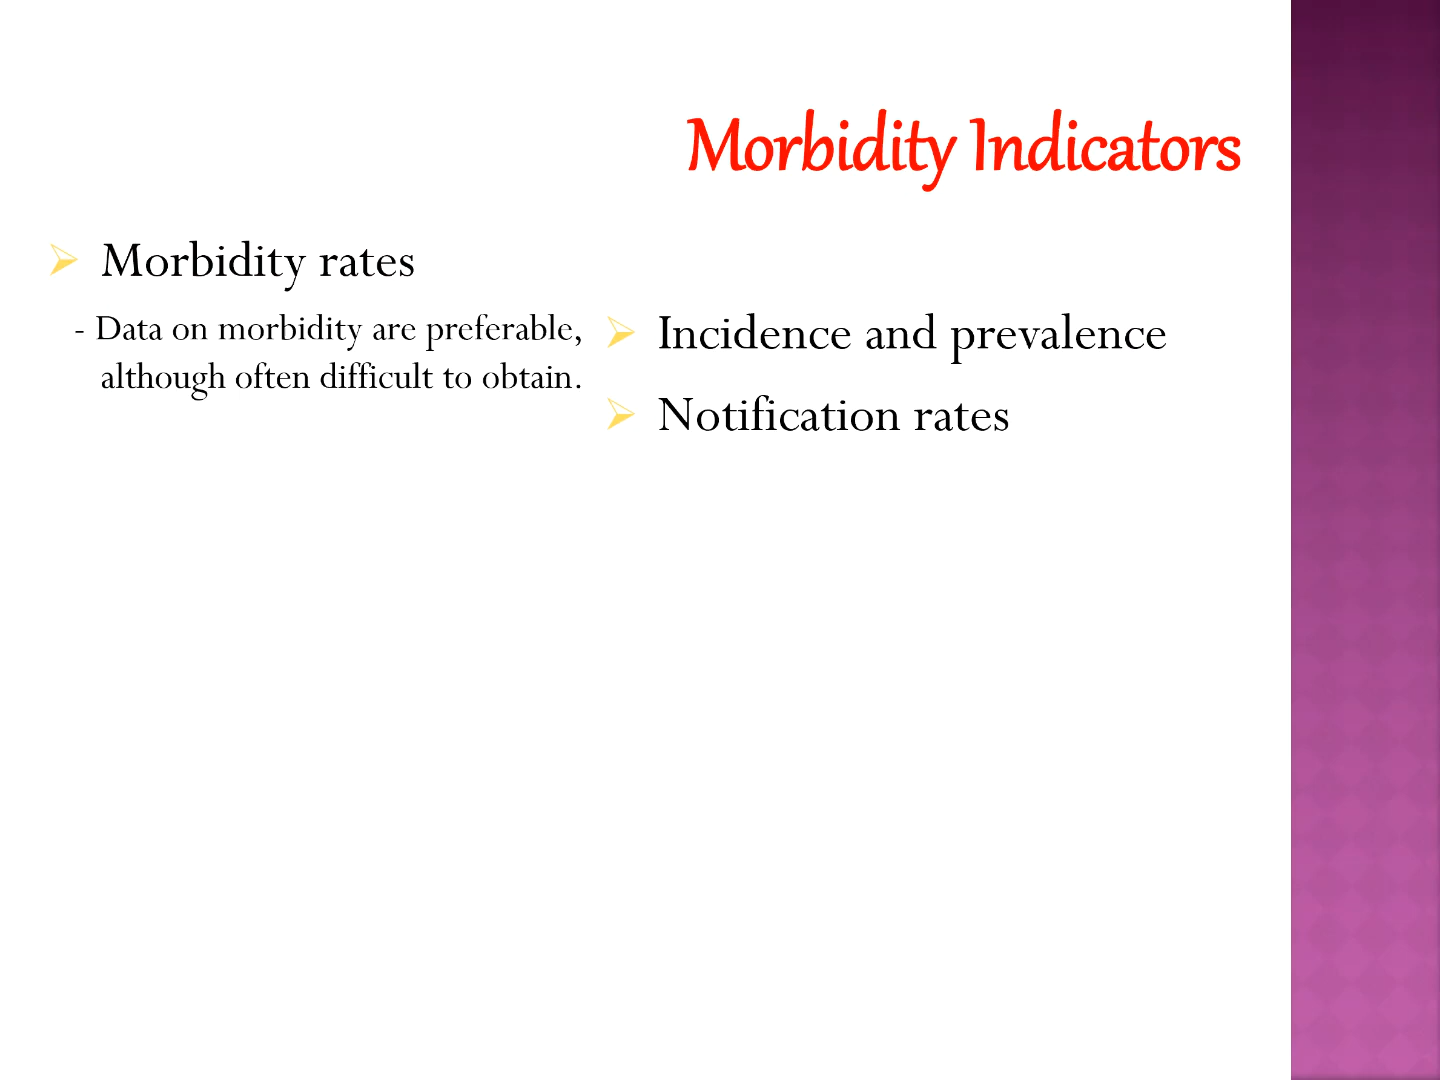 Morbidity Indicators
➢ Morbidity rates
- Data on morbidity are preferable,
although often difficult to obtain.
➢ Incidence and prevalence
➢ Notification rates